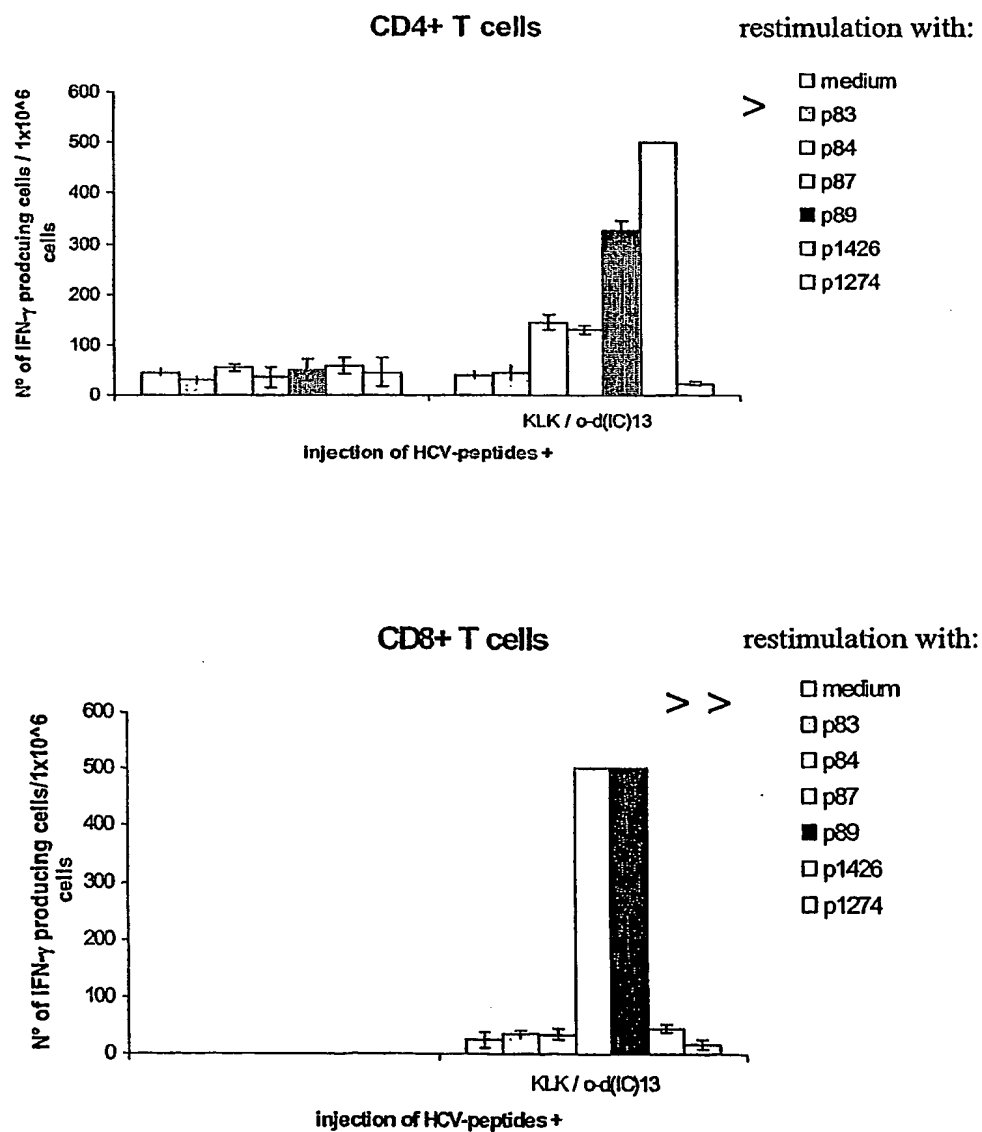 CD4+ T cells
restimulation with:
N° of IFN-γ prodcuing cells / 1x10^6 cells
600
500
400
300
200
100
0
KLK / o-d(IC)13
injection of HCV-peptides +
>
medium
p83
p84
p87
p89
p1426
p1274
CD8+ T cells
restimulation with:
N° of IFN-γ producing cells/1x10^6 cells
600
500
400
300
200
100
0
KLK / o-d(IC)13
injection of HCV-peptides +
> >
medium
p83
p84
p87
p89
p1426
p1274